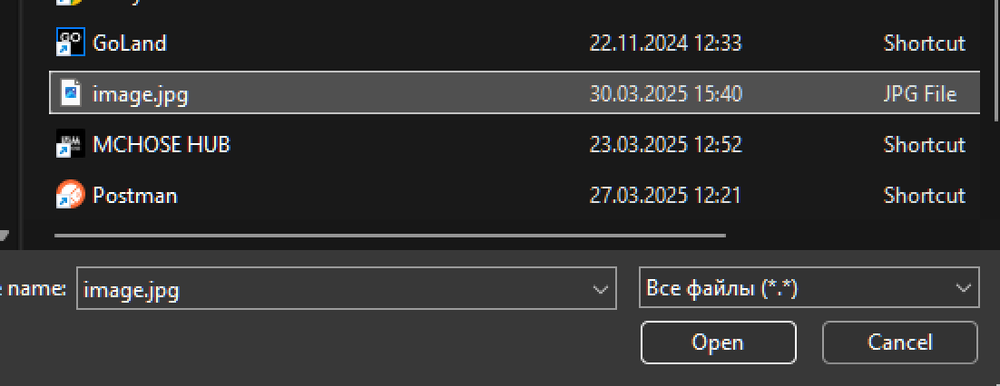 GoLand 22.11.2024 12:33 Shortcut
image.jpg 30.03.2025 15:40 JPG File
MCHOSE HUB 23.03.2025 12:52 Shortcut
Postman 27.03.2025 12:21 Shortcut
name: image.jpg Все файлы (*.*)
Open Cancel